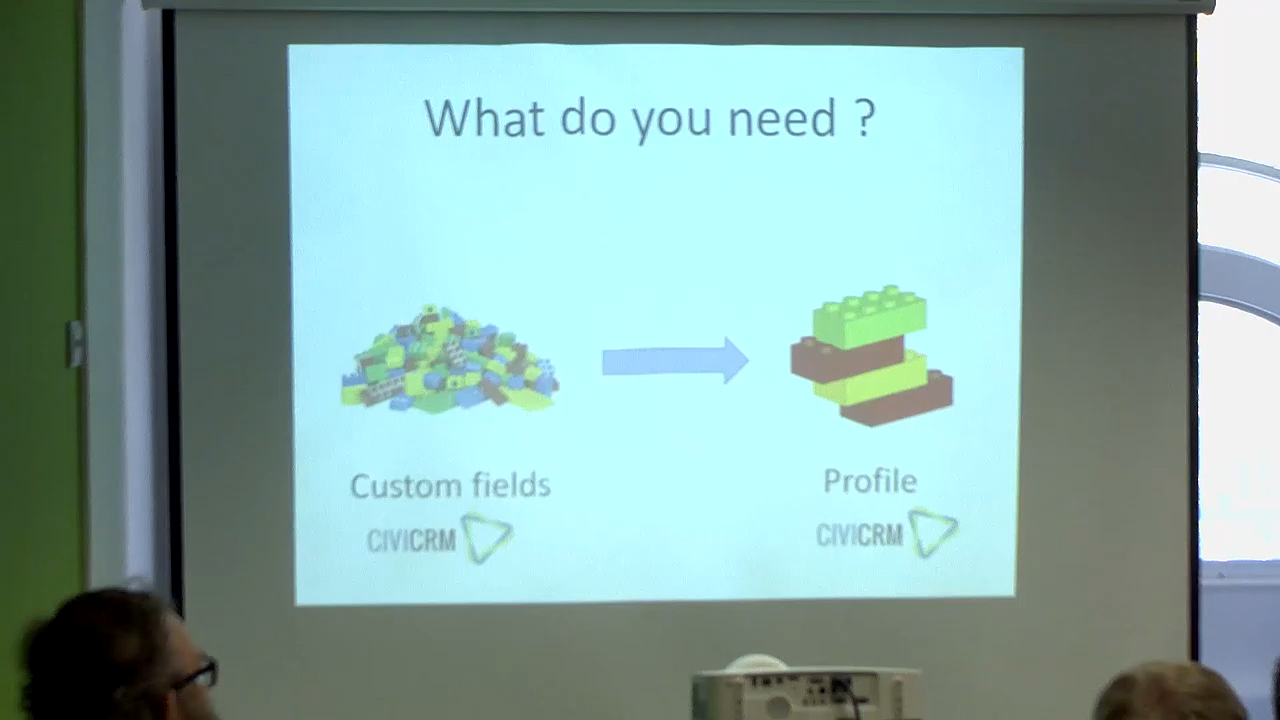 What do you need ?
Custom fields
CIVICRM
Profile
CIVICRM